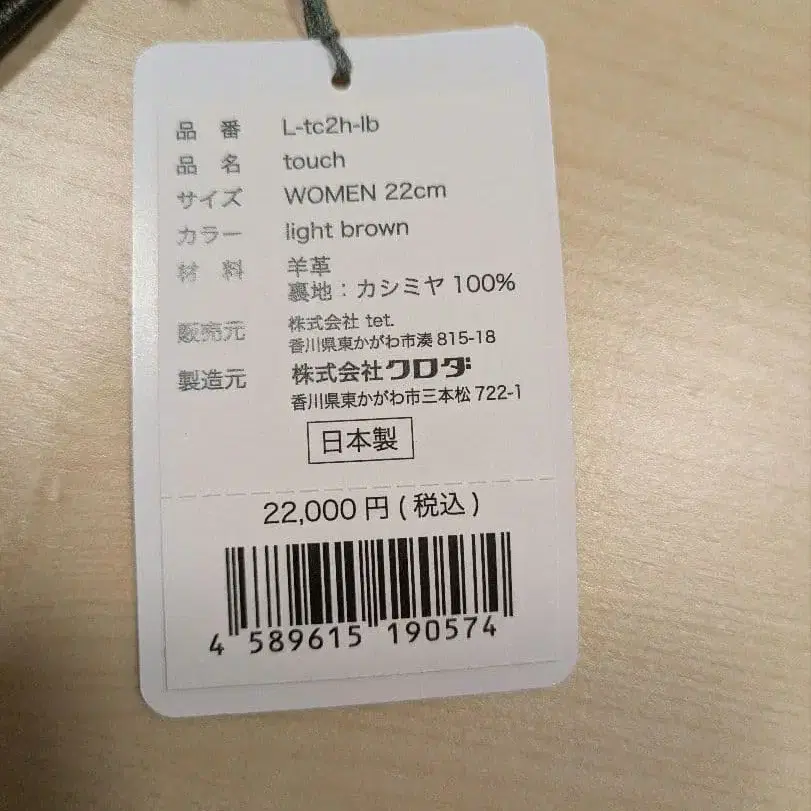 品 番 L-tc2h-lb
品 名 touch
サイズ WOMEN 22cm
カラー light brown
材 料 羊革
裏地：カシミヤ 100%
販売元 株式会社 tet.
香川県東かがわ市湊 815-18
製造元 株式会社クロダ
香川県東かがわ市三本松 722-1
日本製
22,000 円 ( 税込 )
4 589615 190574